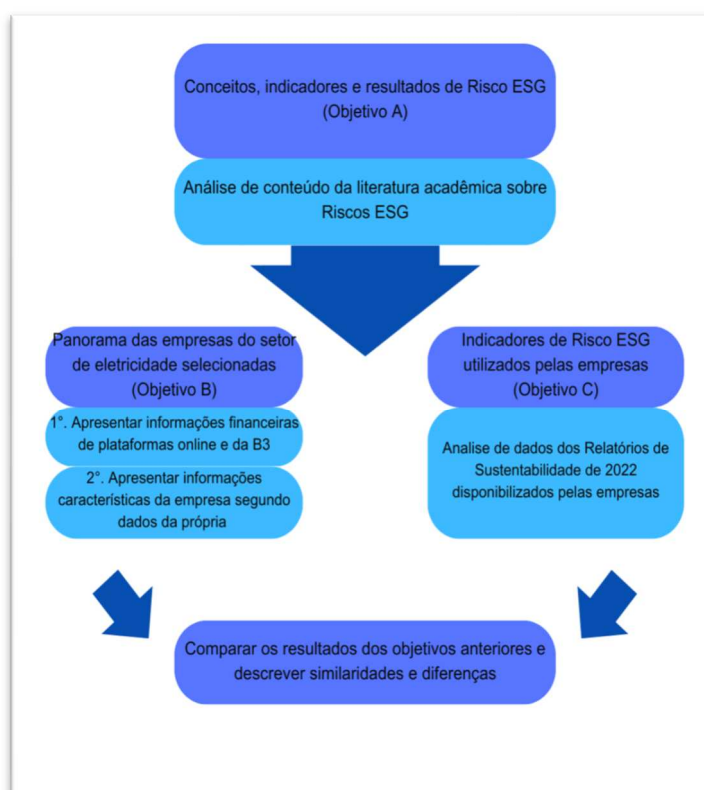 Conceitos, indicadores e resultados de Risco ESG
(Objetivo A)
Análise de conteúdo da literatura acadêmica sobre
Riscos ESG
Panorama das empresas do setor
de eletricidade selecionadas
(Objetivo B)
1°. Apresentar informações financeiras
de plataformas online e da B3
2°. Apresentar informações
características da empresa segundo
dados da própria
Indicadores de Risco ESG
utilizados pelas empresas
(Objetivo C)
Analise de dados dos Relatórios de
Sustentabilidade de 2022
disponibilizados pelas empresas
Comparar os resultados dos objetivos anteriores e
descrever similaridades e diferenças